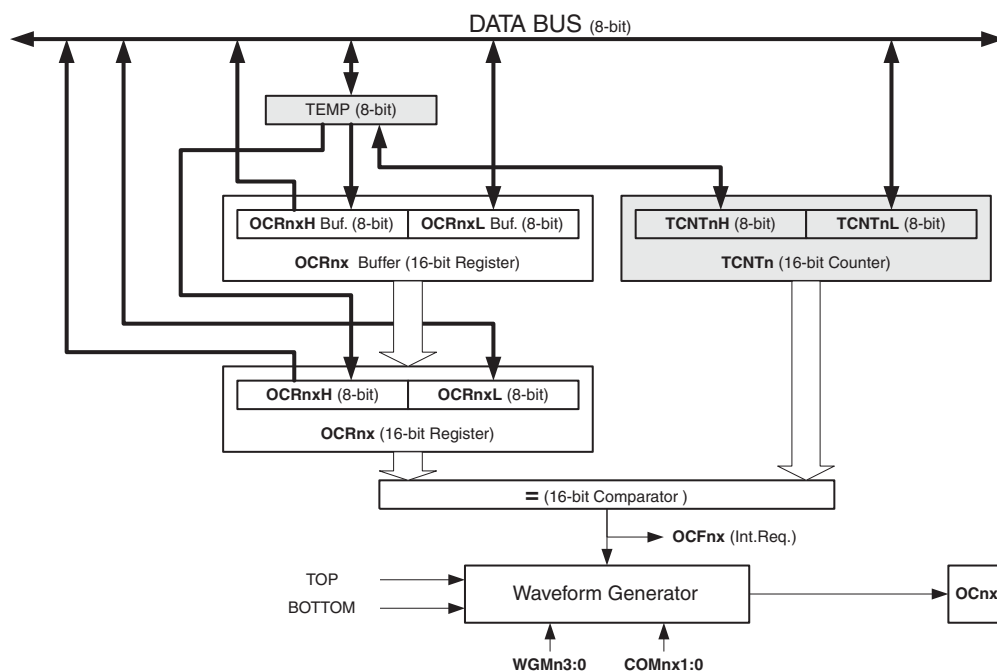 DATA BUS (8-bit)
TEMP (8-bit)
OCRnxH Buf. (8-bit) OCRnxL Buf. (8-bit)
OCRnx Buffer (16-bit Register)
TCNTnH (8-bit) TCNTnL (8-bit)
TCNTn (16-bit Counter)
OCRnxH (8-bit) OCRnxL (8-bit)
OCRnx (16-bit Register)
= (16-bit Comparator )
OCFnx (Int.Req.)
TOP
BOTTOM
Waveform Generator
OCnx
WGMn3:0 COMnx1:0